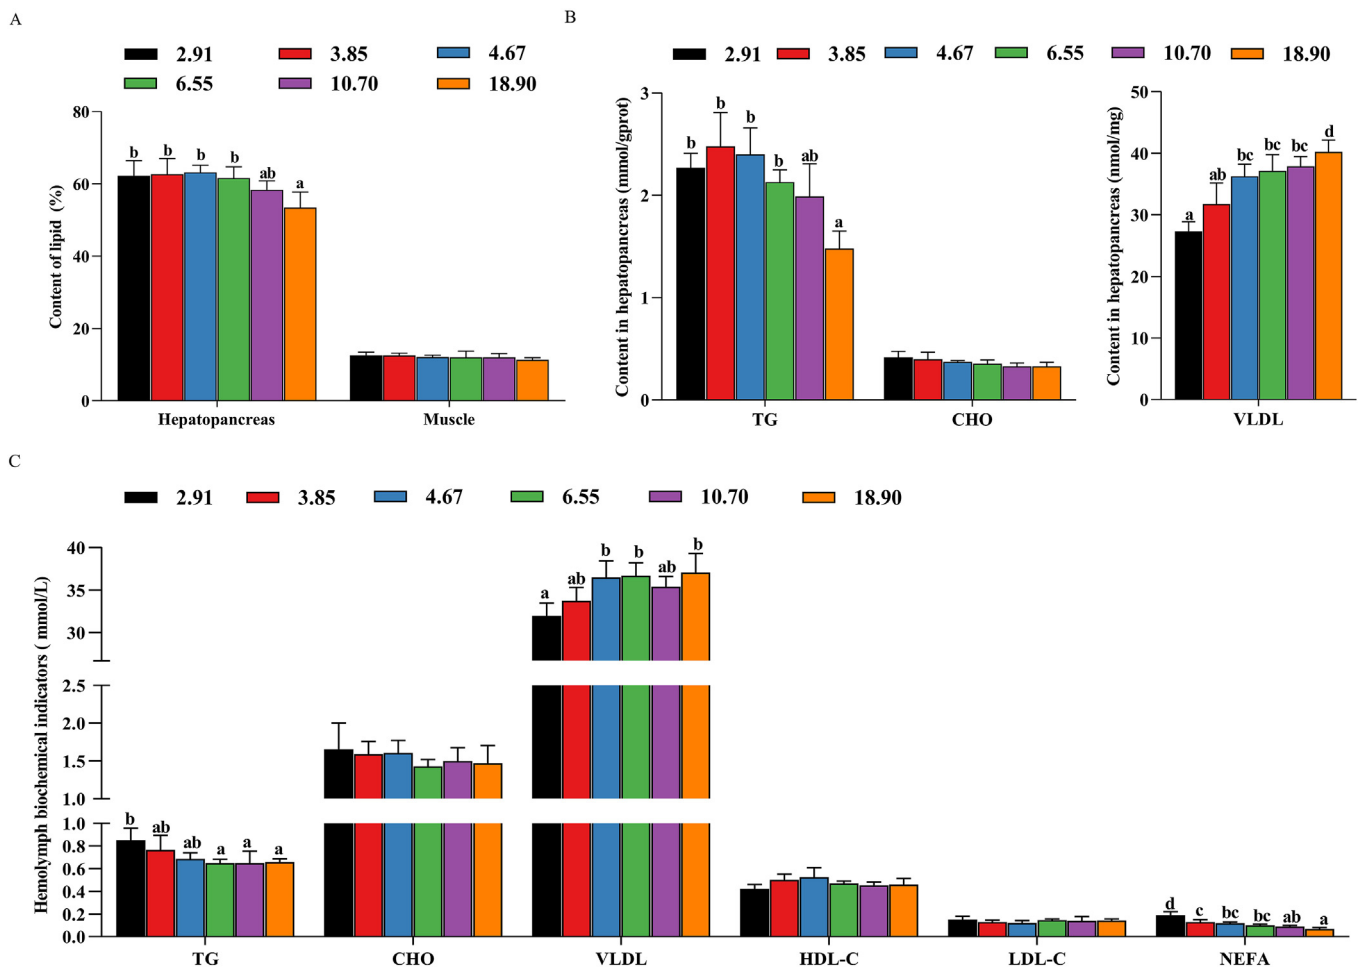 A
2.91 3.85 4.67
6.55 10.70 18.90
Content of lipid (%)
80
60
40
20
0
b b b b ab a
Hepatopancreas Muscle
B
2.91 3.85 4.67 6.55 10.70 18.90
Content in hepatopancreas (mmol/gprot)
3
2
1
0
b b b b ab a
TG CHO
Content in hepatopancreas (nmol/mg)
50
40
30
20
10
0
a ab bc bc bc d
VLDL
C
2.91 3.85 4.67 6.55 10.70 18.90
Hemolymph biochemical indicators ( mmol/L)
40
35
30
2.5
2.0
1.5
1.0
1.0
0.8
0.6
0.4
0.2
0.0
b ab ab a a a
a ab b b ab b
d c bc bc ab a
TG CHO VLDL HDL-C LDL-C NEFA